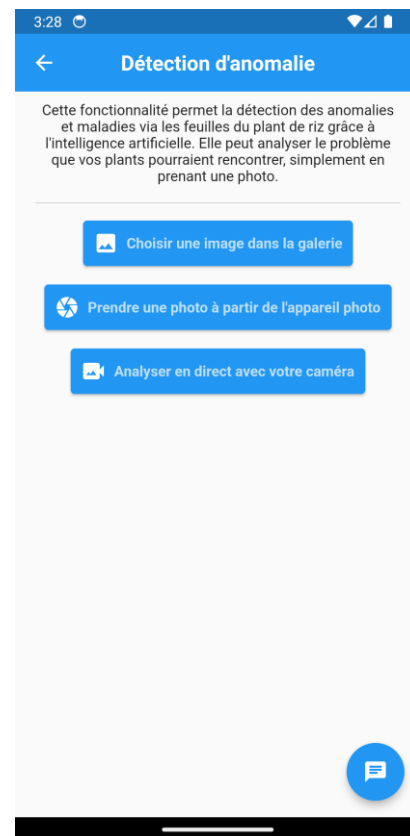 3:28
Détection d'anomalie
Cette fonctionnalité permet la détection des anomalies
et maladies via les feuilles du plant de riz grâce à
l'intelligence artificielle. Elle peut analyser le problème
que vos plants pourraient rencontrer, simplement en
prenant une photo.
Choisir une image dans la galerie
Prendre une photo à partir de l'appareil photo
Analyser en direct avec votre caméra